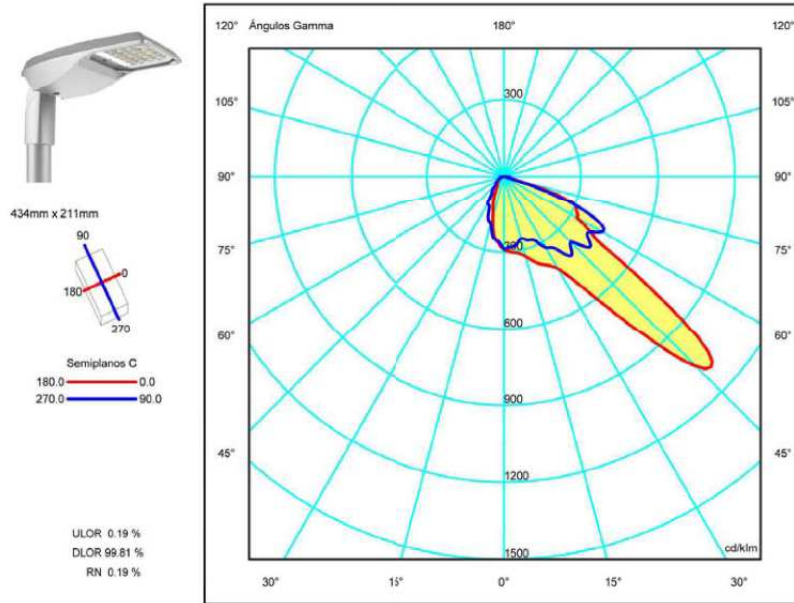 120° Ángulos Gamma 180° 120°
105° 300 105°
90° 90°
434mm x 211mm
90
0
180
270
75° 300 75°
60° 600 60°
Semiplanos C
180.0 0.0
270.0 90.0
900
45° 45°
1200
ULOR 0.19 %
DLOR 99.81 %
RN 0.19 %
1500 cd/klm
30° 15° 0° 15° 30°